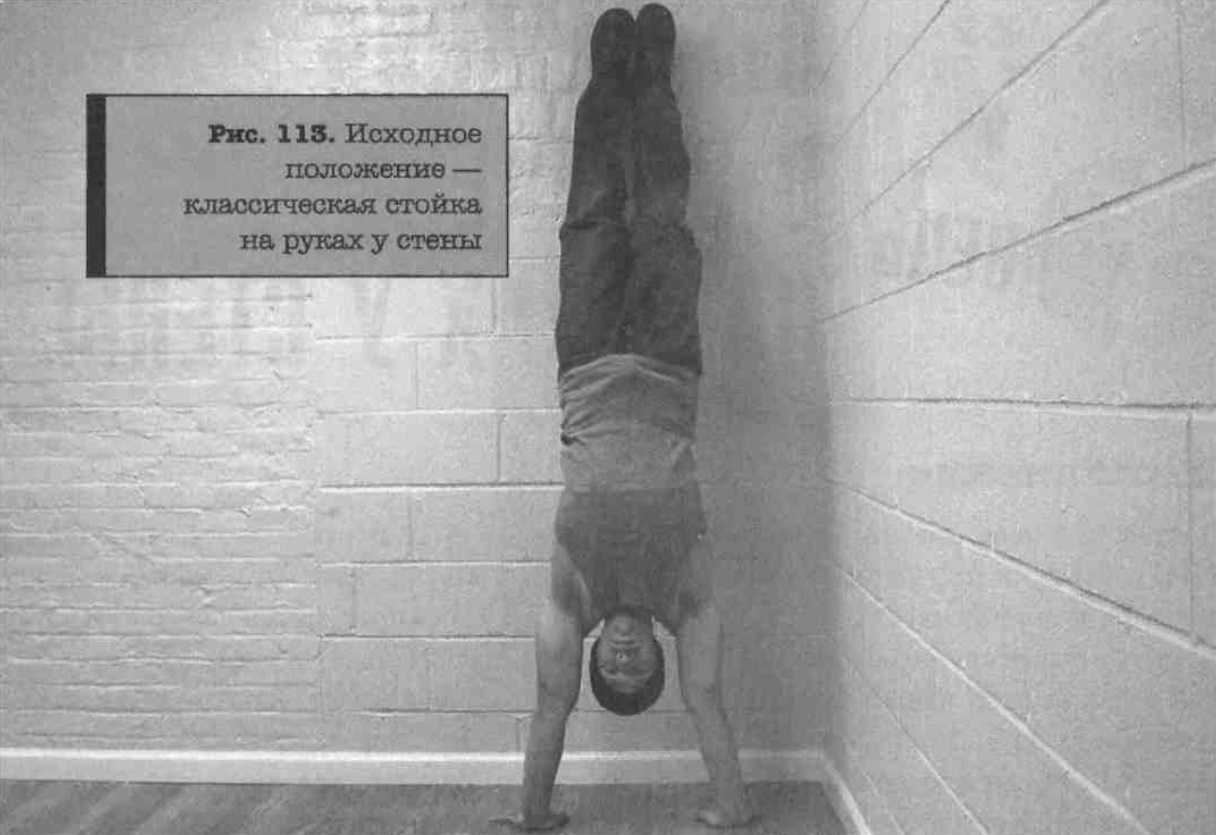 Рис. 113. Исходное
положение —
классическая стойка
на руках у стены